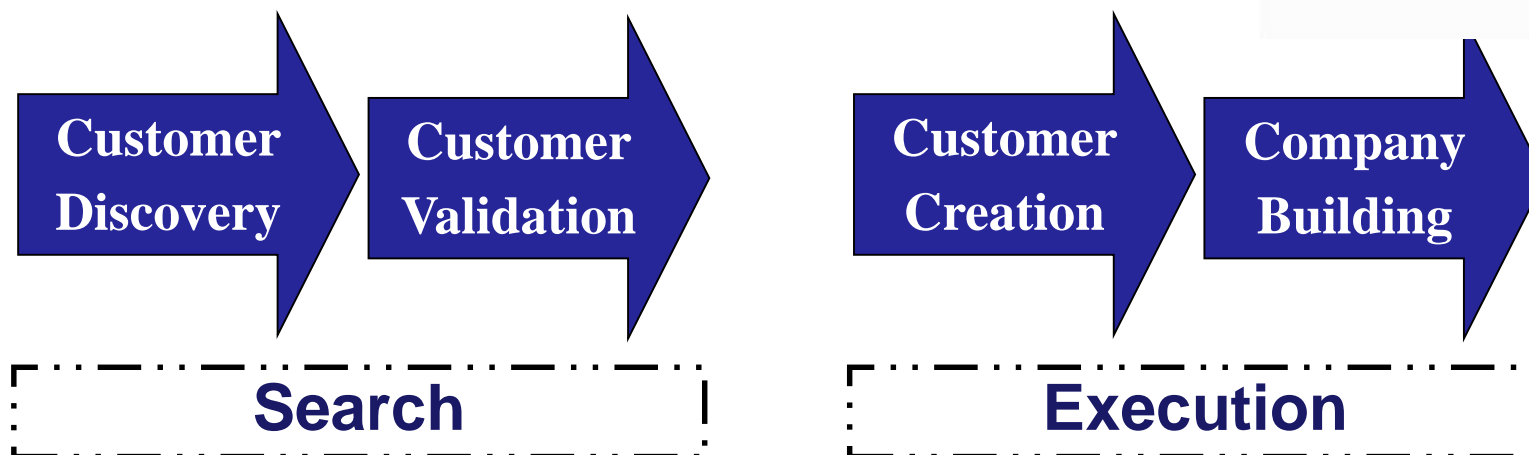 Customer
Discovery
Customer
Validation
Customer
Creation
Company
Building
Search
Execution